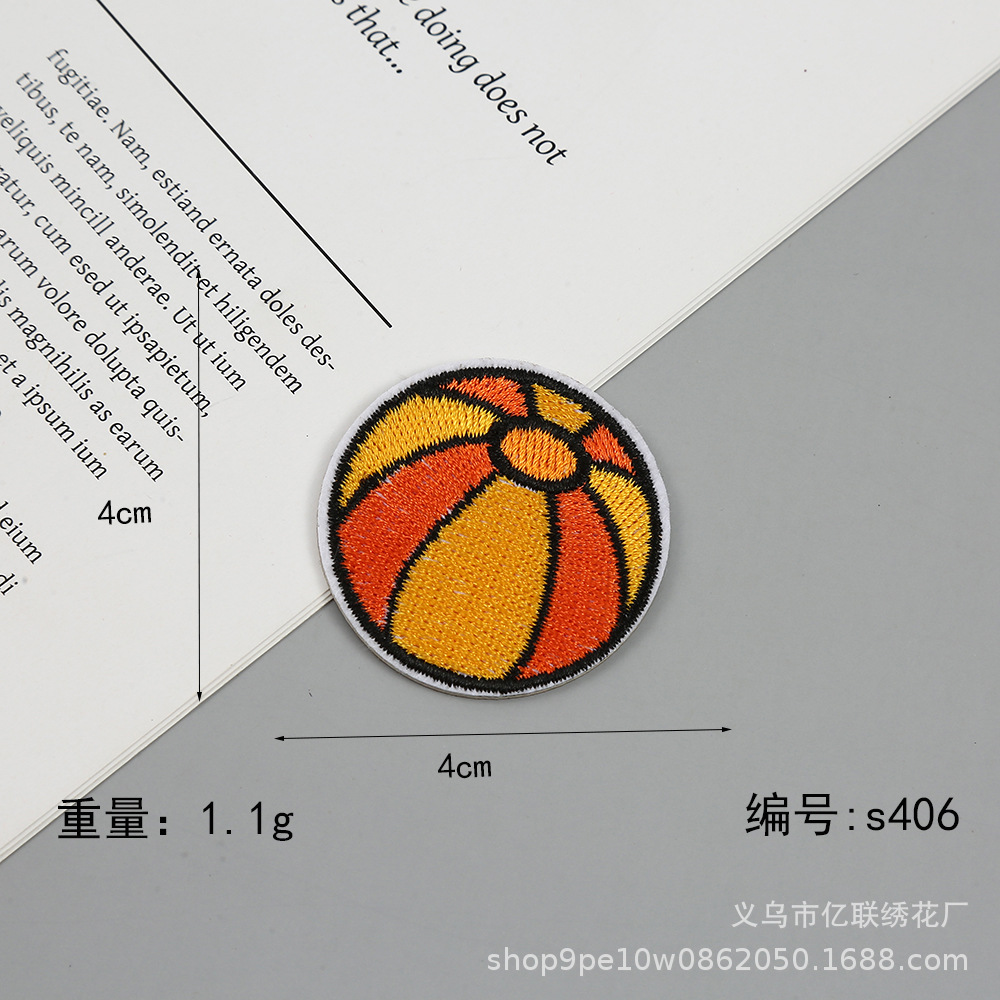 e doing does not
s that...
fugitiae. Nam, estiand ernata doles des-
tibus, te nam, simolendit et hiligendem
veliquis mincill anderae. Ut ut ium
ratur, cum esed ut ipsapietum,
arum volore dolupta quis-
is magnihilis as earum
et a ipsum ium
eium
di
4cm
4cm
重量：1.1g
编号:s406
义乌市亿联绣花厂
shop9pe10w0862050.1688.com